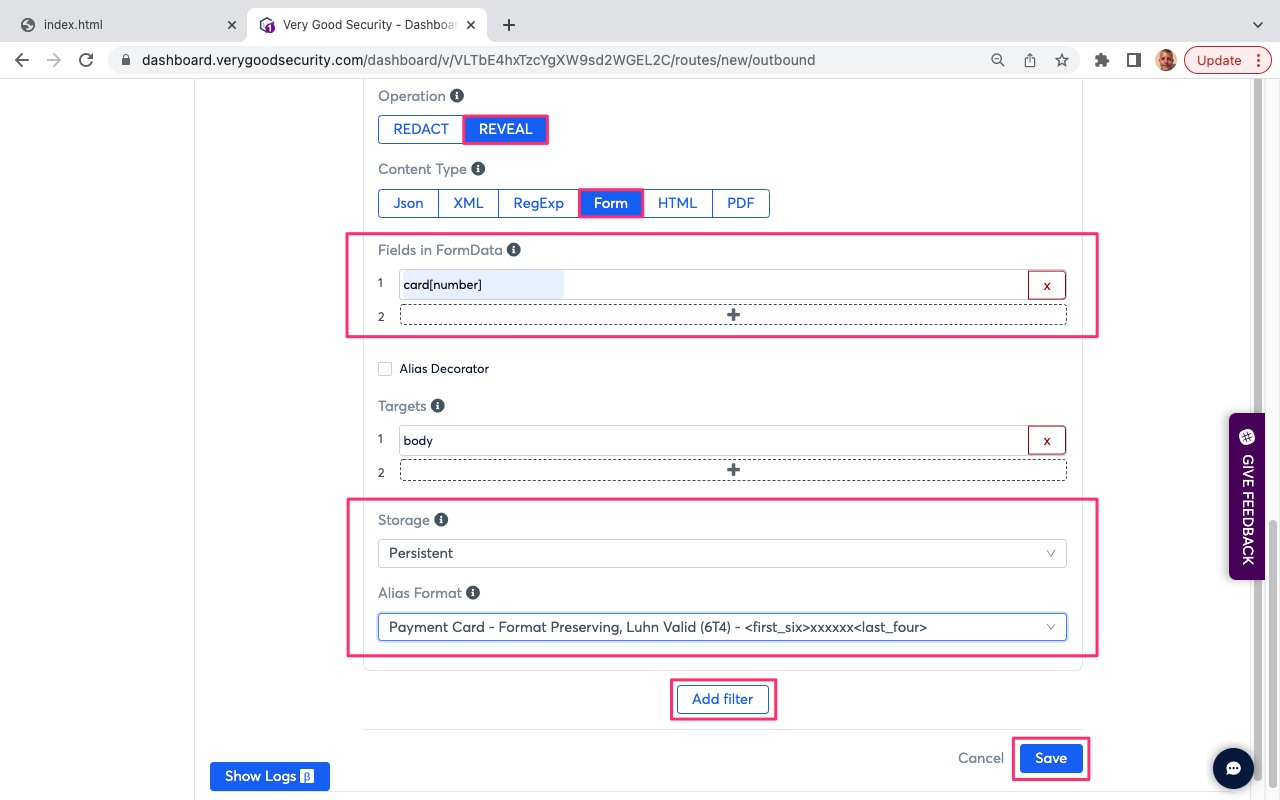 index.html
Very Good Security - Dashboa
Update
dashboard.verygoodsecurity.com/dashboard/v/VLTbE4hxTzcYgXW9sd2WGEL2C/routes/new/outbound
Operation
REDACT REVEAL
Content Type
Json XML RegExp Form HTML PDF
Fields in FormData
1 card[number] x
2 +
Alias Decorator
Targets
1 body x
2 +
Storage
Persistent
Alias Format
Payment Card - Format Preserving, Luhn Valid (6T4) - <first_six>xxxxxx<last_four>
Add filter
Cancel Save
Show Logs β
GIVE FEEDBACK